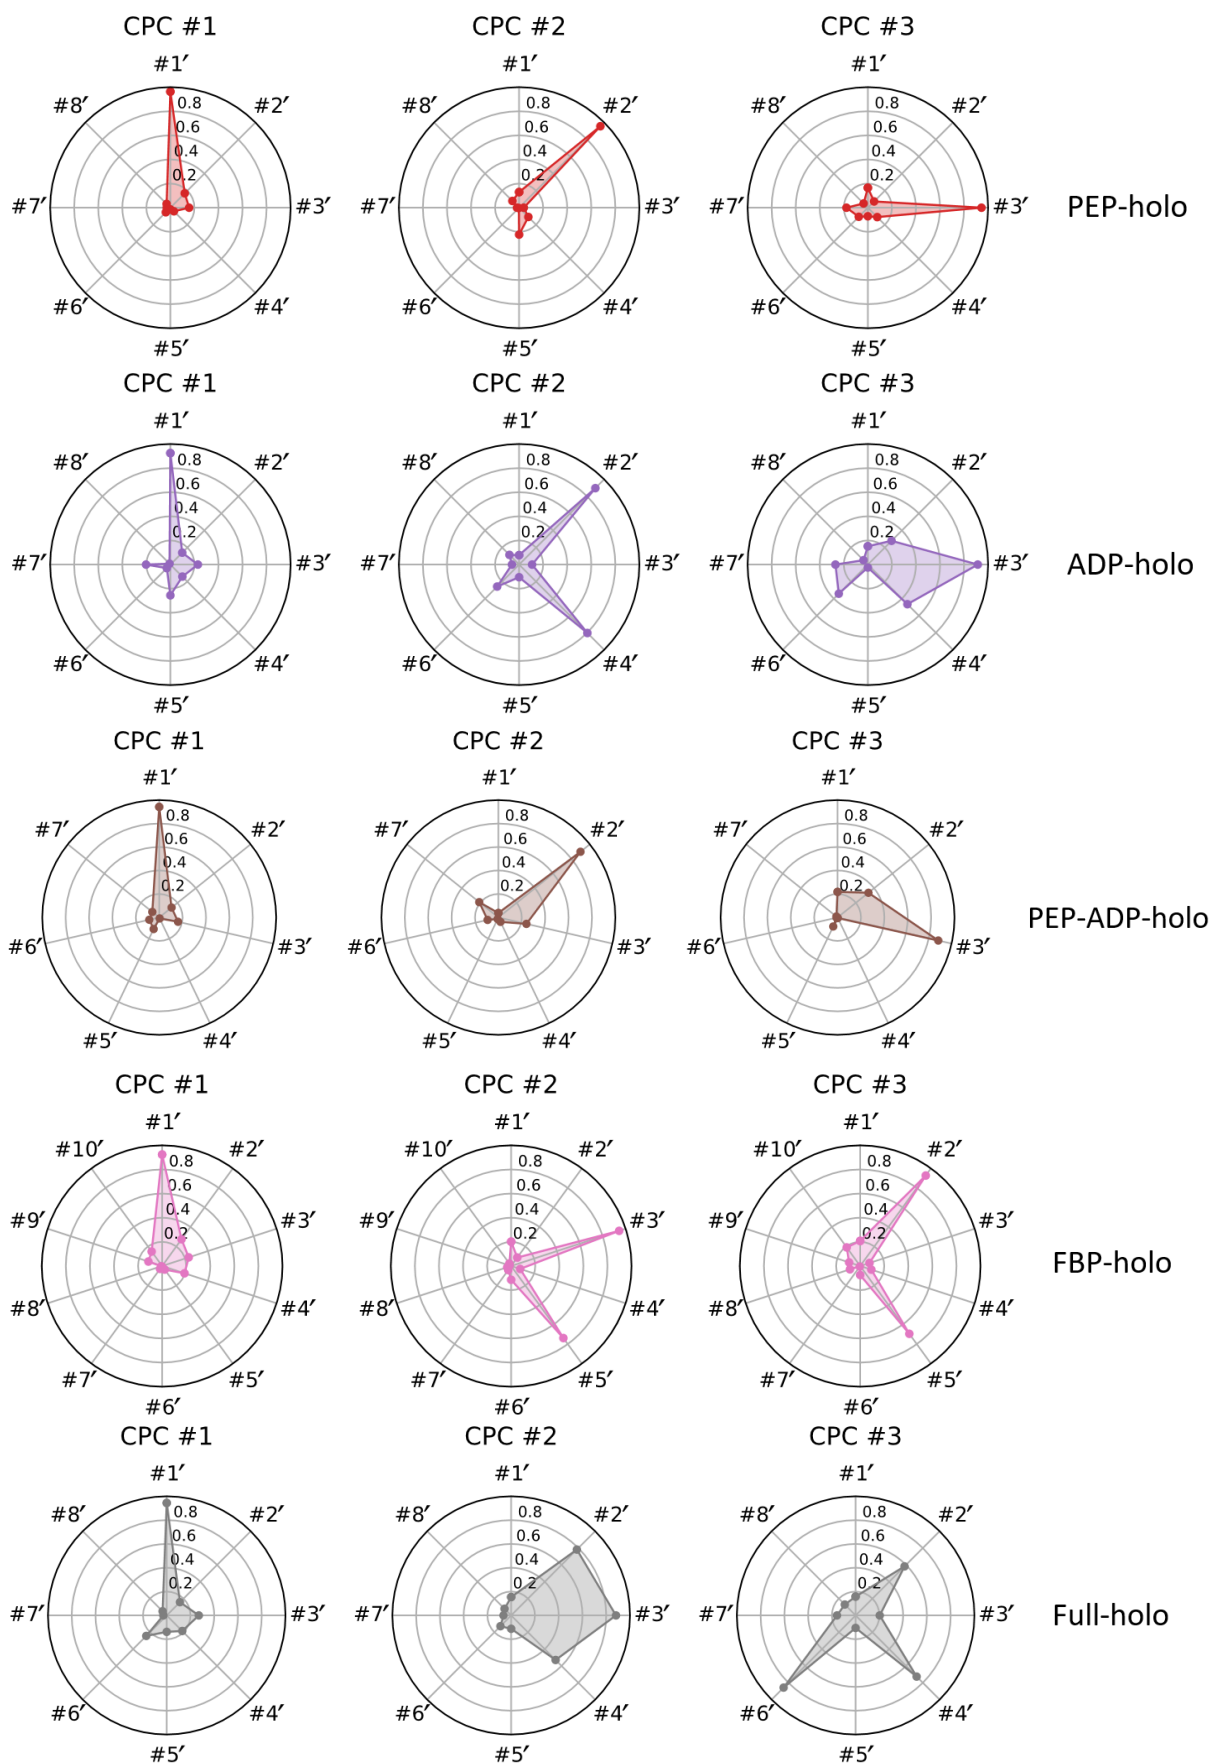 CPC #1 CPC #2 CPC #3
#1′ #1′ #1′
#8′ 0.8 #2′ #8′ 0.8 #2′ #8′ 0.8 #2′
0.6 0.6 0.6
0.4 0.4 0.4
0.2 0.2 0.2
#7′ #3′ #7′ #3′ #7′ #3′ PEP-holo
#6′ #4′ #6′ #4′ #6′ #4′
#5′ #5′ #5′
CPC #1 CPC #2 CPC #3
#1′ #1′ #1′
#8′ 0.8 #2′ #8′ 0.8 #2′ #8′ 0.8 #2′
0.6 0.6 0.6
0.4 0.4 0.4
0.2 0.2 0.2
#7′ #3′ #7′ #3′ #7′ #3′ ADP-holo
#6′ #4′ #6′ #4′ #6′ #4′
#5′ #5′ #5′
CPC #1 CPC #2 CPC #3
#1′ #1′ #1′
#7′ 0.8 #2′ #7′ 0.8 #2′ #7′ 0.8 #2′
0.6 0.6 0.6
0.4 0.4 0.4
0.2 0.2 0.2
PEP-ADP-holo
#6′ #3′ #6′ #3′ #6′ #3′
#5′ #4′ #5′ #4′ #5′ #4′
CPC #1 CPC #2 CPC #3
#1′ #1′ #1′
#10′ #2′ #10′ #2′ #10′ #2′
0.8 0.8 0.8
0.6 0.6 0.6
#9′ 0.4 #3′ #9′ 0.4 #3′ #9′ 0.4 #3′
0.2 0.2 0.2
FBP-holo
#8′ #4′ #8′ #4′ #8′ #4′
#7′ #5′ #7′ #5′ #7′ #5′
#6′ #6′ #6′
CPC #1 CPC #2 CPC #3
#1′ #1′ #1′
#8′ 0.8 #2′ #8′ 0.8 #2′ #8′ 0.8 #2′
0.6 0.6 0.6
0.4 0.4 0.4
0.2 0.2 0.2
#7′ #3′ #7′ #3′ #7′ #3′ Full-holo
#6′ #4′ #6′ #4′ #6′ #4′
#5′ #5′ #5′